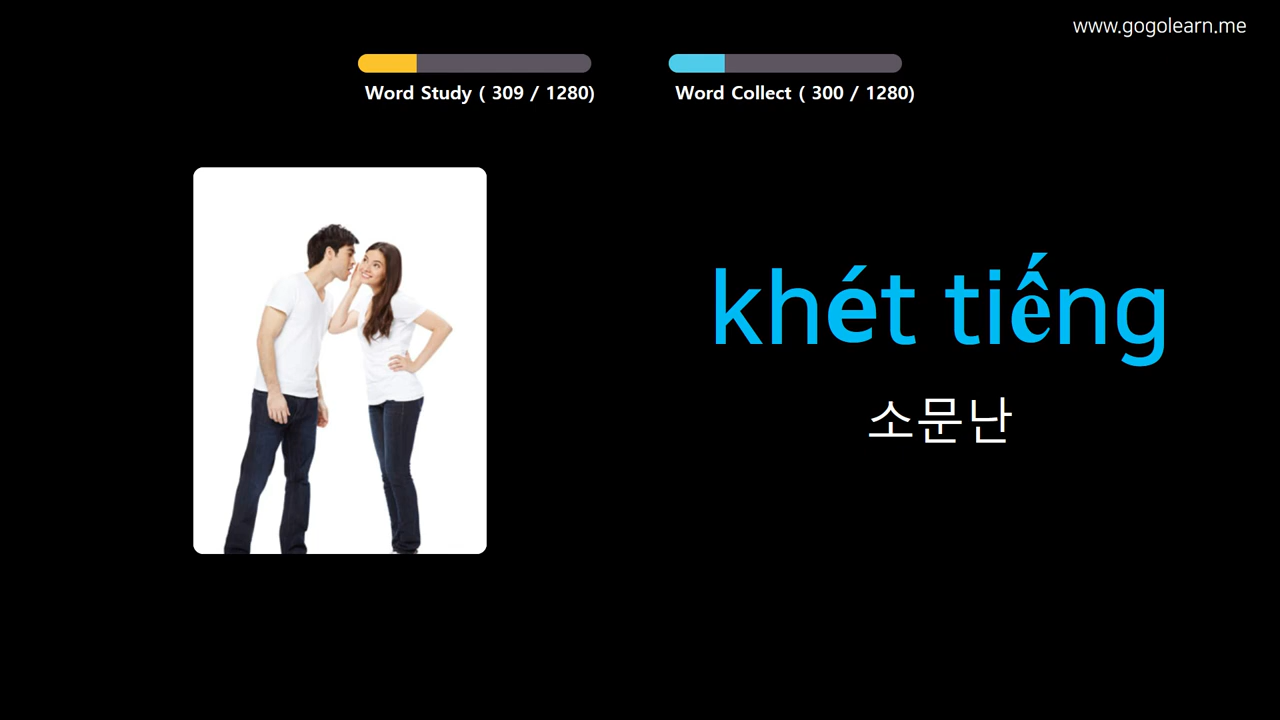 www.gogolearn.me
Word Study ( 309 / 1280)
Word Collect ( 300 / 1280)
khét tiếng
소문난